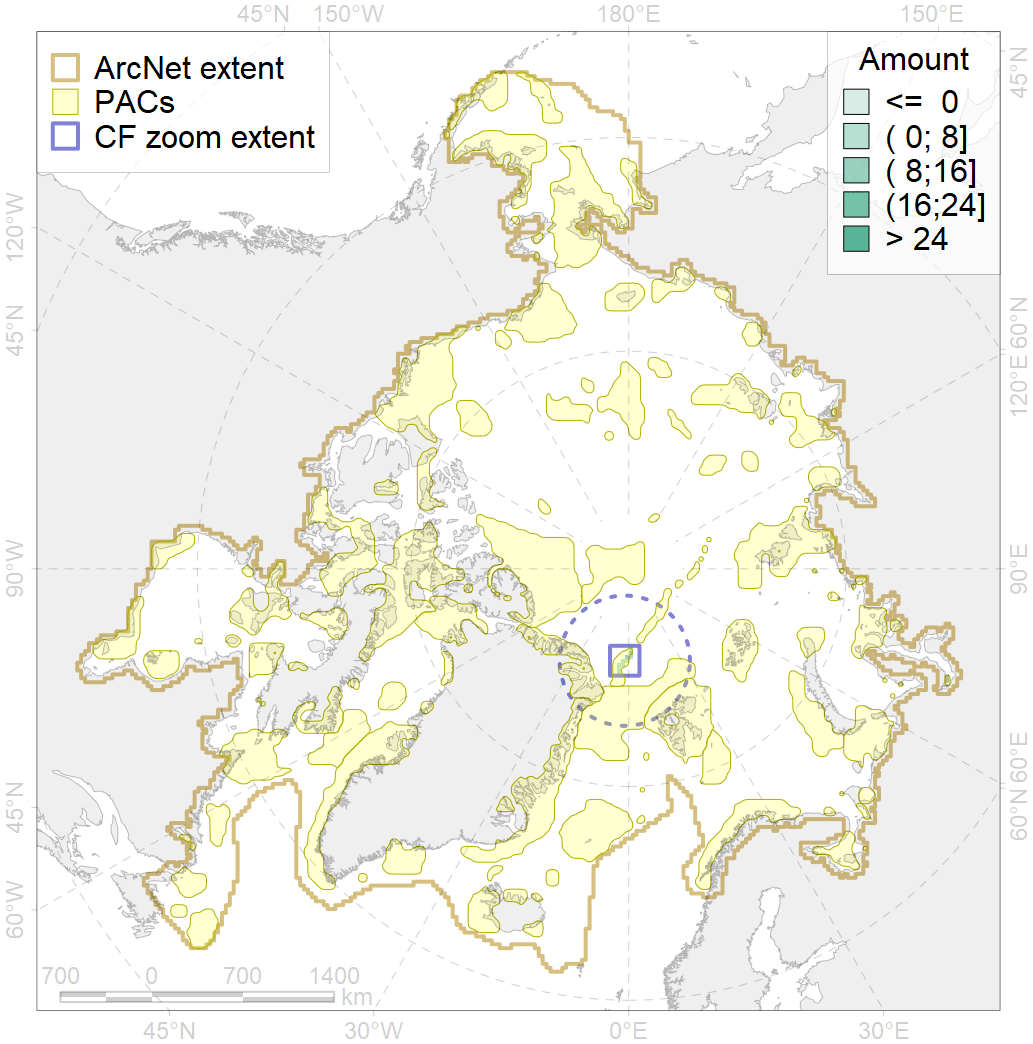 45°N 150°W 180°E 150°E
ArcNet extent
PACs
CF zoom extent
Amount
<= 0
( 0; 8]
( 8;16]
(16;24]
> 24
45°N
120°W
45°N
90°W
45°N
60°W
60°N
120°E
90°E
60°E
60°N
700 0 700 1400
km
45°N 30°W 0°E 30°E